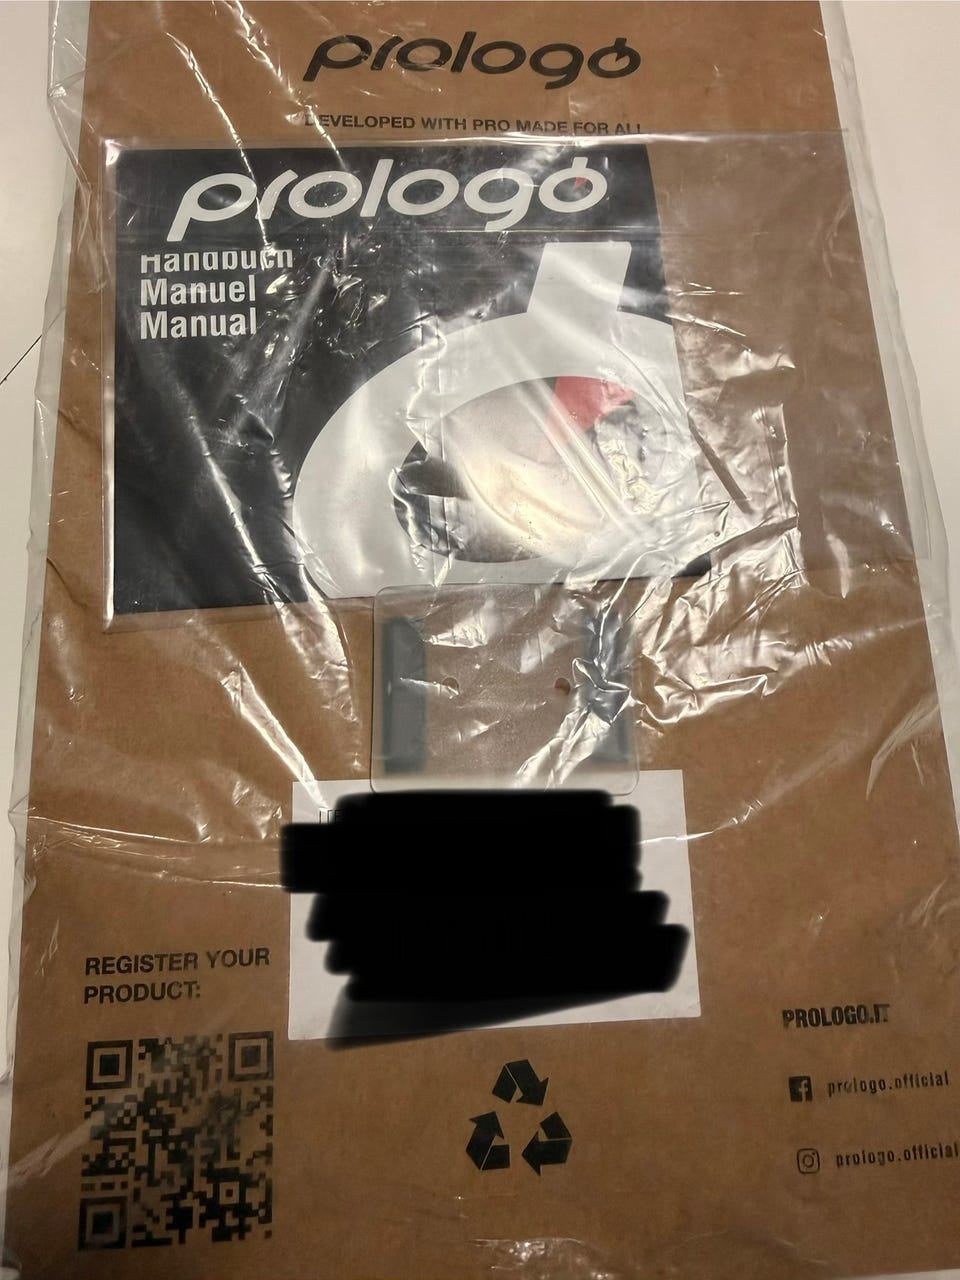 prologo
DEVELOPED WITH PRO MADE FOR ALL
prologo
Handbuch
Manuel
Manual
REGISTER YOUR
PRODUCT:
PROLOGO.IT
prologo.official
prologo.official